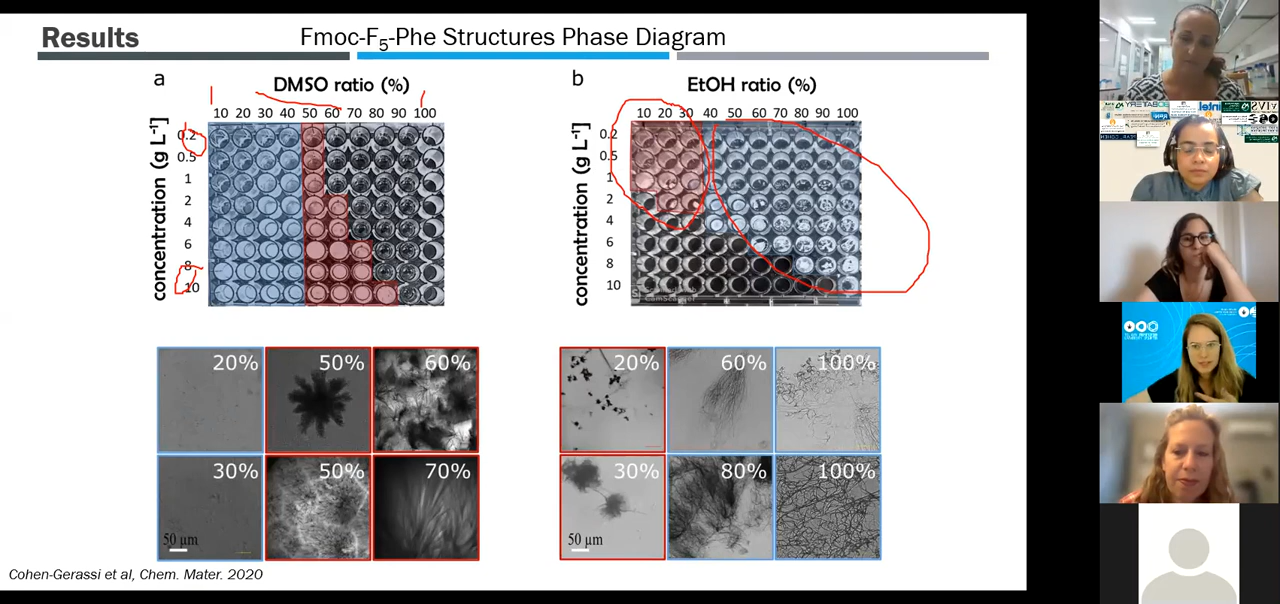 Results
Fmoc-F5-Phe Structures Phase Diagram
a
DMSO ratio (%)
10 20 30 40 50 60 70 80 90 100
concentration (g L-1)
0.2
0.5
1
2
4
6
8
10
b
EtOH ratio (%)
10 20 30 40 50 60 70 80 90 100
concentration (g L-1)
0.2
0.5
1
2
4
6
8
10
CamScanner
20% 50% 60%
30% 50% 70%
50 µm
20% 60% 100%
30% 80% 100%
50 µm
Cohen-Gerassi et al, Chem. Mater. 2020
intel